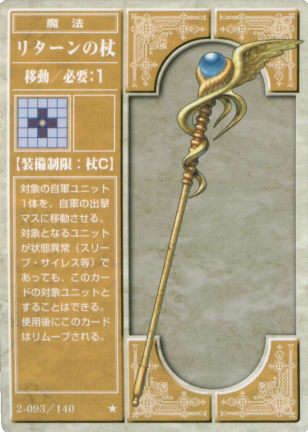 魔法
リターンの杖
移動／必要：1
【装備制限：杖C】
対象の自軍ユニット
1体を、自軍の出撃
マスに移動させる。
対象となるユニット
が状態異常（スリー
プ・サイレス等）で
あっても、このカー
ドの対象ユニットと
することはできる。
使用後にこのカード
はリムーブされる。
2-093／140 ★